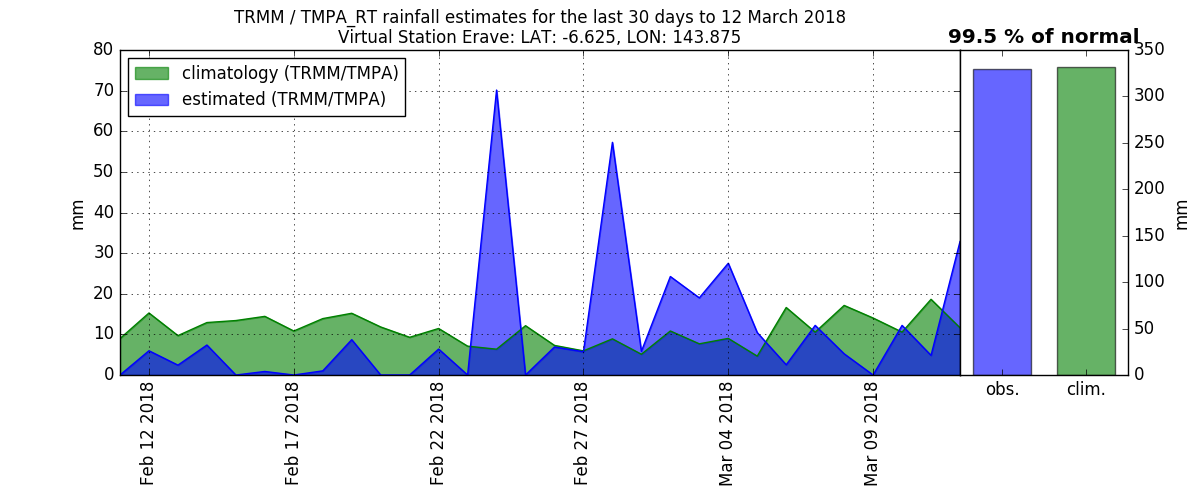 TRMM / TMPA_RT rainfall estimates for the last 30 days to 12 March 2018
Virtual Station Erave: LAT: -6.625, LON: 143.875
99.5 % of normal
climatology (TRMM/TMPA)
estimated (TRMM/TMPA)
80
70
60
50
40
30
20
10
0
mm
350
300
250
200
150
100
50
0
mm
Feb 12 2018
Feb 17 2018
Feb 22 2018
Feb 27 2018
Mar 04 2018
Mar 09 2018
obs.
clim.